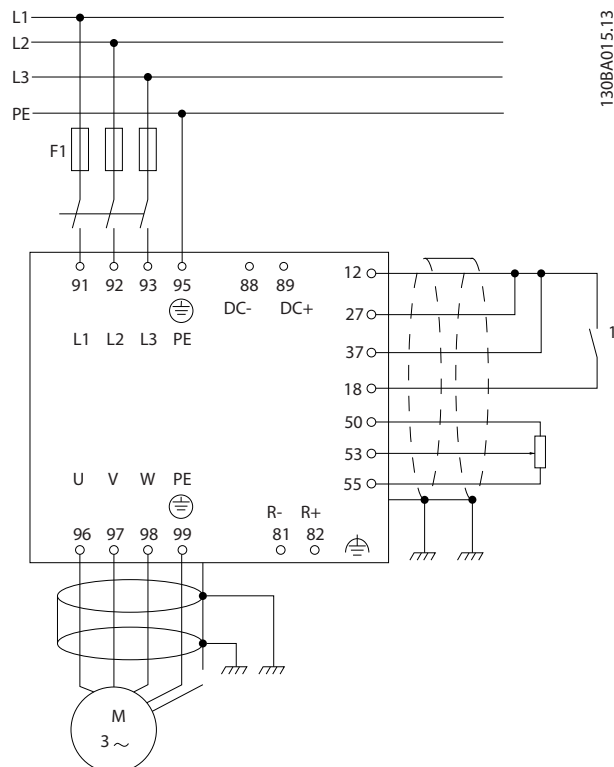 L1
L2
L3
PE
130BA015.13
F1
91 92 93 95 88 89
DC- DC+
L1 L2 L3 PE
12
27
37
18
50
53
55
1
U V W PE
R- R+
96 97 98 99 81 82
M
3 ~